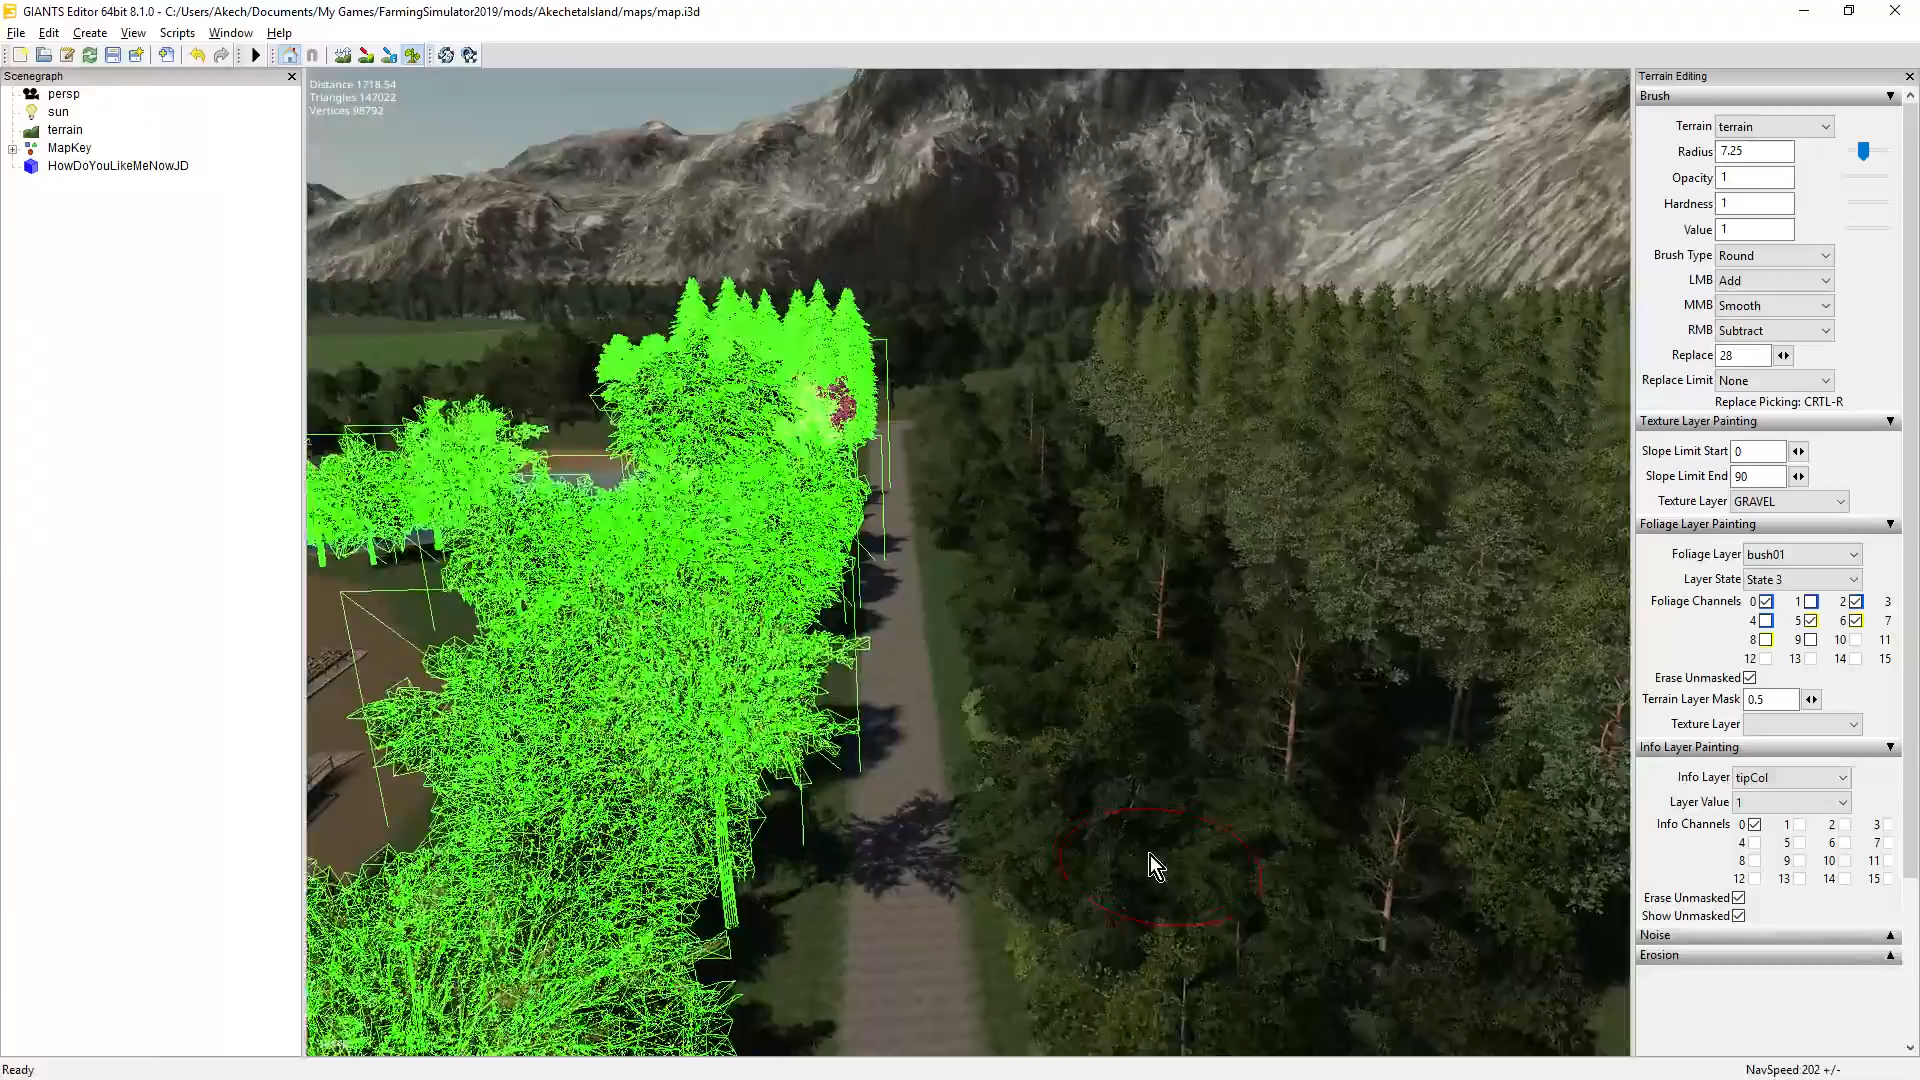 GIANTS Editor 64bit 8.1.0 - C:/Users/Akech/Documents/My Games/FarmingSimulator2019/mods/AkechetaIsland/maps/map.i3d
File Edit Create View Scripts Window Help
Scenegraph
persp
sun
terrain
MapKey
HowDoYouLikeMeNowJD
Distance 1718.54
Triangles 147022
Vertices 98792
Terrain Editing
Brush
Terrain terrain
Radius 7.25
Opacity 1
Hardness 1
Value 1
Brush Type Round
LMB Add
MMB Smooth
RMB Subtract
Replace 28
Replace Limit None
Replace Picking: CRTL-R
Texture Layer Painting
Slope Limit Start 0
Slope Limit End 90
Texture Layer GRAVEL
Foliage Layer Painting
Foliage Layer bush01
Layer State State 3
Foliage Channels 0 1 2 3
4 5 6 7
8 9 10 11
12 13 14 15
Erase Unmasked
Terrain Layer Mask 0.5
Texture Layer
Info Layer Painting
Info Layer tipCol
Layer Value 1
Info Channels 0 1 2 3
4 5 6 7
8 9 10 11
12 13 14 15
Erase Unmasked
Show Unmasked
Noise
Erosion
Ready
NavSpeed 202 +/-